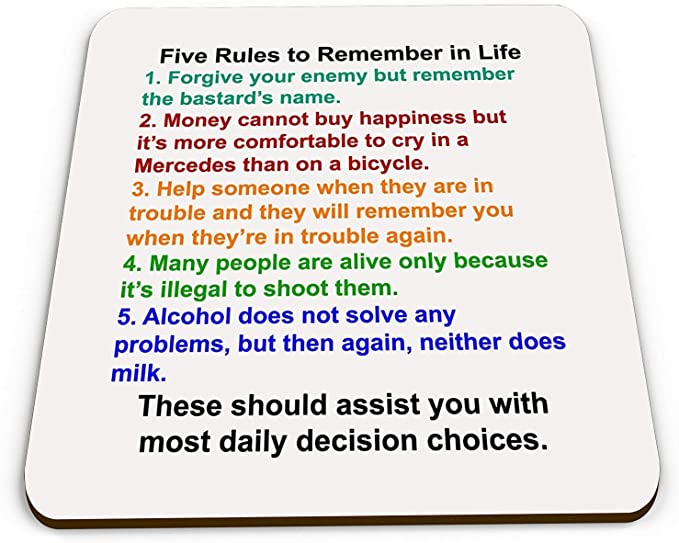 Five Rules to Remember in Life
1. Forgive your enemy but remember
the bastard's name.
2. Money cannot buy happiness but
it's more comfortable to cry in a
Mercedes than on a bicycle.
3. Help someone when they are in
trouble and they will remember you
when they're in trouble again.
4. Many people are alive only because
it's illegal to shoot them.
5. Alcohol does not solve any
problems, but then again, neither does
milk.
These should assist you with
most daily decision choices.